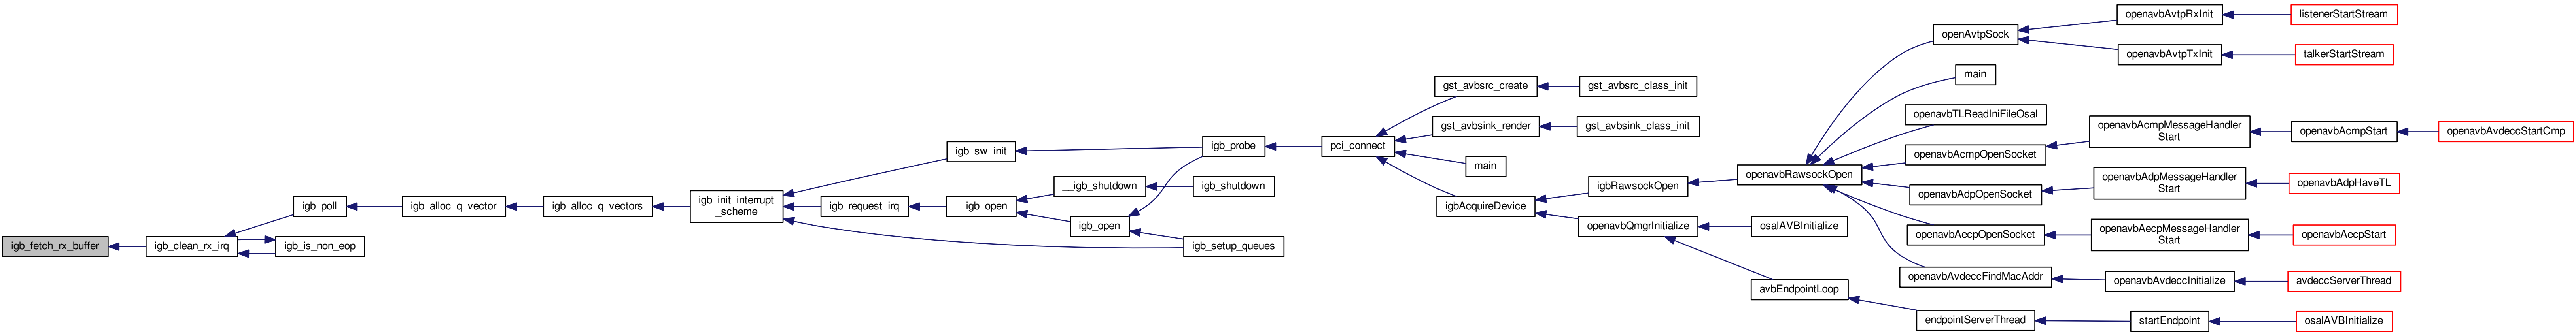 igb_fetch_rx_buffer
igb_clean_rx_irq
igb_poll
igb_is_non_eop
igb_alloc_q_vector
igb_alloc_q_vectors
igb_init_interrupt
_scheme
igb_sw_init
igb_request_irq
__igb_open
__igb_shutdown
igb_open
igb_probe
igb_shutdown
igb_setup_queues
pci_connect
gst_avbsrc_create
gst_avbsink_render
main
igbAcquireDevice
gst_avbsrc_class_init
gst_avbsink_class_init
igbRawsockOpen
openavbQmgrInitialize
openavbRawsockOpen
osalAVBInitialize
avbEndpointLoop
openAvtpSock
main
openavbTLReadIniFileOsal
openavbAcmpOpenSocket
openavbAdpOpenSocket
openavbAecpOpenSocket
openavbAvdeccFindMacAddr
endpointServerThread
openavbAvtpRxInit
openavbAvtpTxInit
openavbAcmpMessageHandler
Start
openavbAdpMessageHandler
Start
openavbAecpMessageHandler
Start
openavbAvdeccInitialize
startEndpoint
listenerStartStream
talkerStartStream
openavbAcmpStart
openavbAdpHaveTL
openavbAecpStart
avdeccServerThread
osalAVBInitialize
openavbAvdeccStartCmp